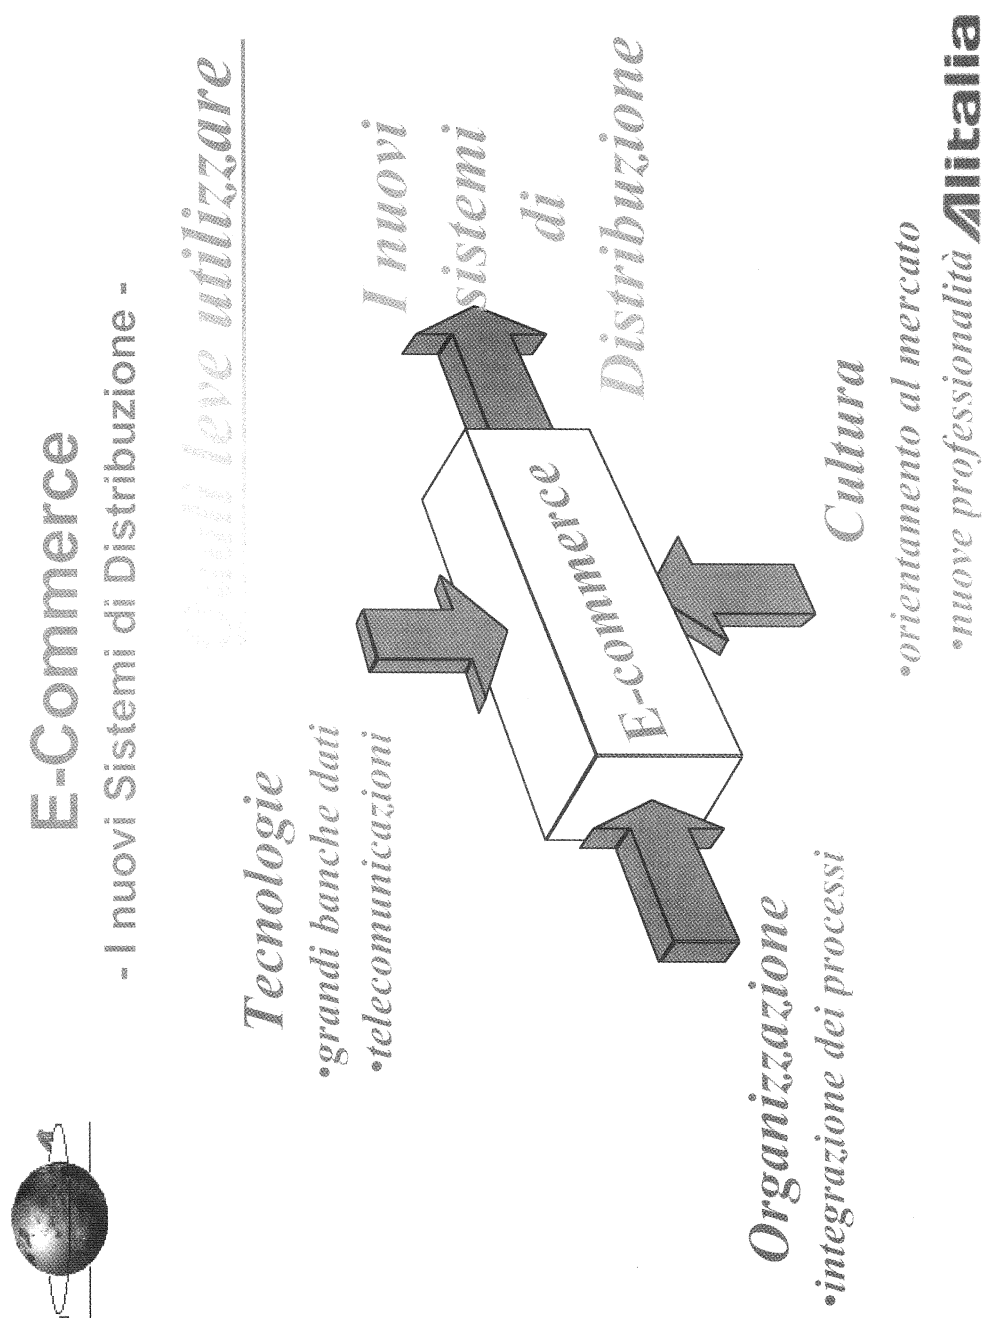 E-Commerce
- I nuovi Sistemi di Distribuzione -
Quali leve utilizzare
Tecnologie
•grandi banche dati
•telecomunicazioni
I nuovi
sistemi
di
Distribuzione
E-commerce
Organizzazione
•integrazione dei processi
Cultura
•orientamento al mercato
•nuove professionalità
Alitalia